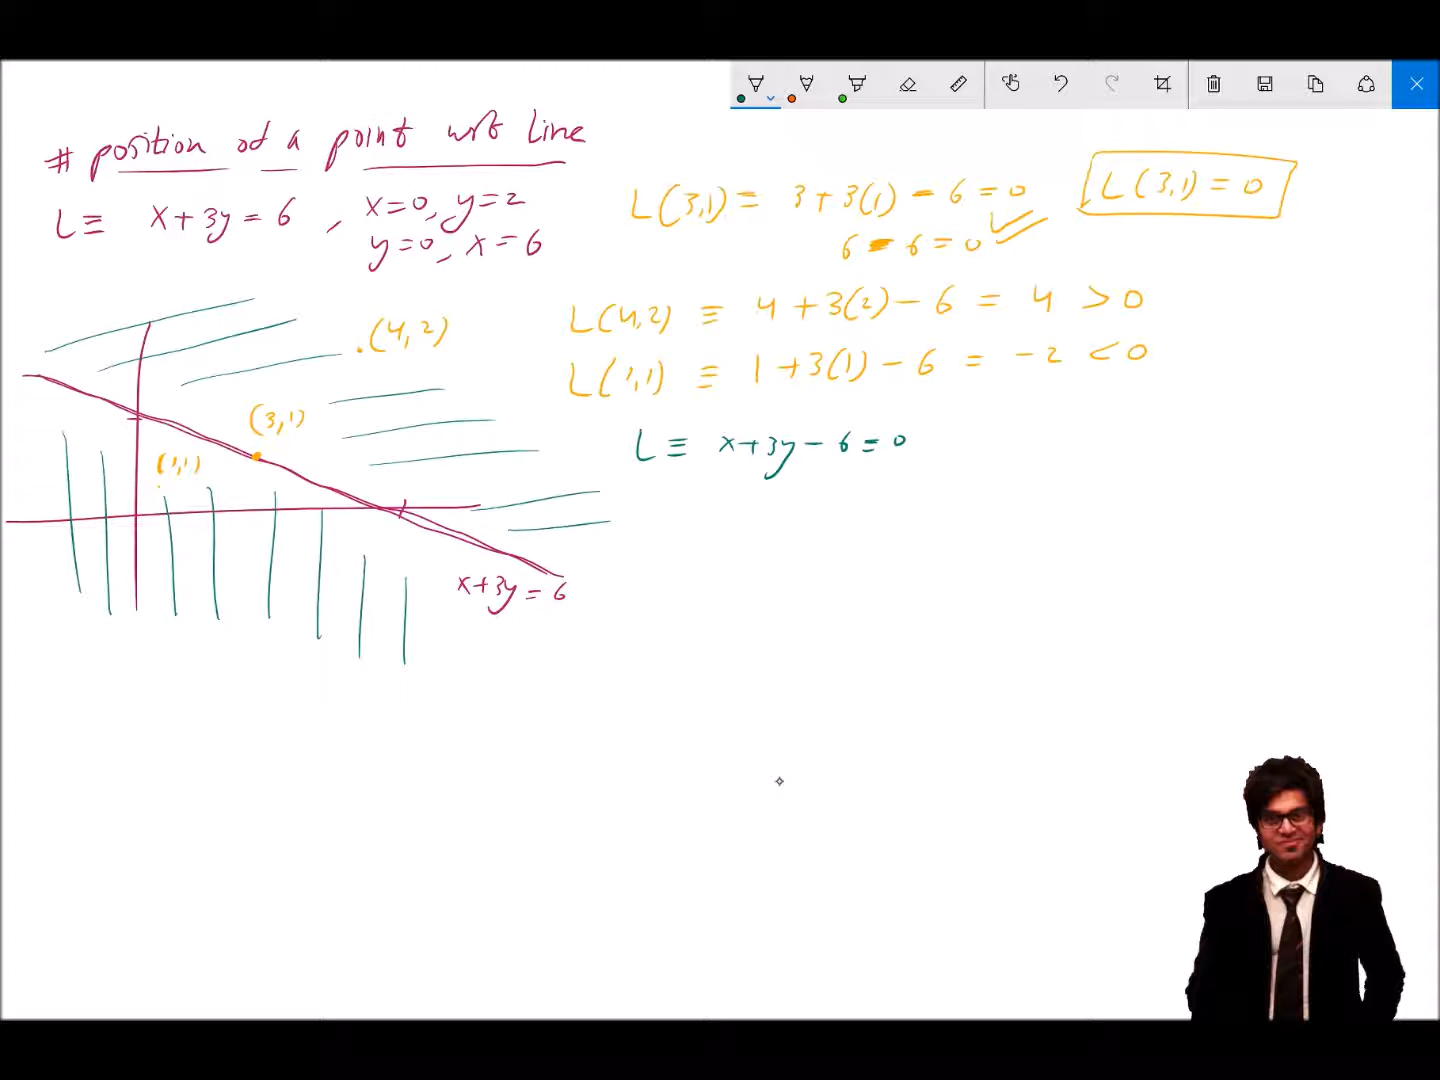 # position of a point wrt Line
L ≡ x + 3y = 6 , x=0, y=2
y=0, x=6
L(3,1) ≡ 3 + 3(1) - 6 = 0
6 - 6 = 0
L(3,1) = 0
L(4,2) ≡ 4 + 3(2) - 6 = 4 > 0
L(1,1) ≡ 1 + 3(1) - 6 = -2 < 0
L ≡ x+3y-6=0
(4,2)
(3,1)
(1,1)
x+3y=6